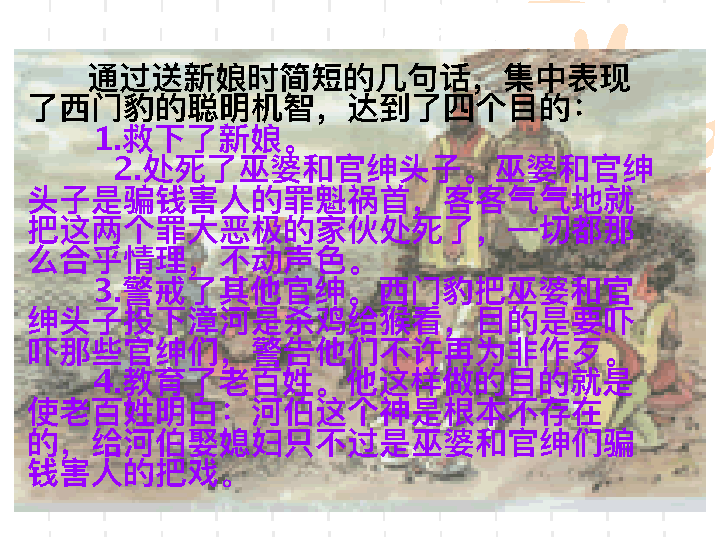 通过送新娘时简短的几句话，集中表现
了西门豹的聪明机智，达到了四个目的：
1.救下了新娘。
2.处死了巫婆和官绅头子。巫婆和官绅
头子是骗钱害人的罪魁祸首，客客气气地就
把这两个罪大恶极的家伙处死了，一切都那
么合乎情理，不动声色。
3.警戒了其他官绅。西门豹把巫婆和官
绅头子投下漳河是杀鸡给猴看，目的是要吓
吓那些官绅们，警告他们不许再为非作歹。
4.教育了老百姓。他这样做的目的就是
使老百姓明白：河伯这个神是根本不存在
的，给河伯娶媳妇只不过是巫婆和官绅们骗
钱害人的把戏。